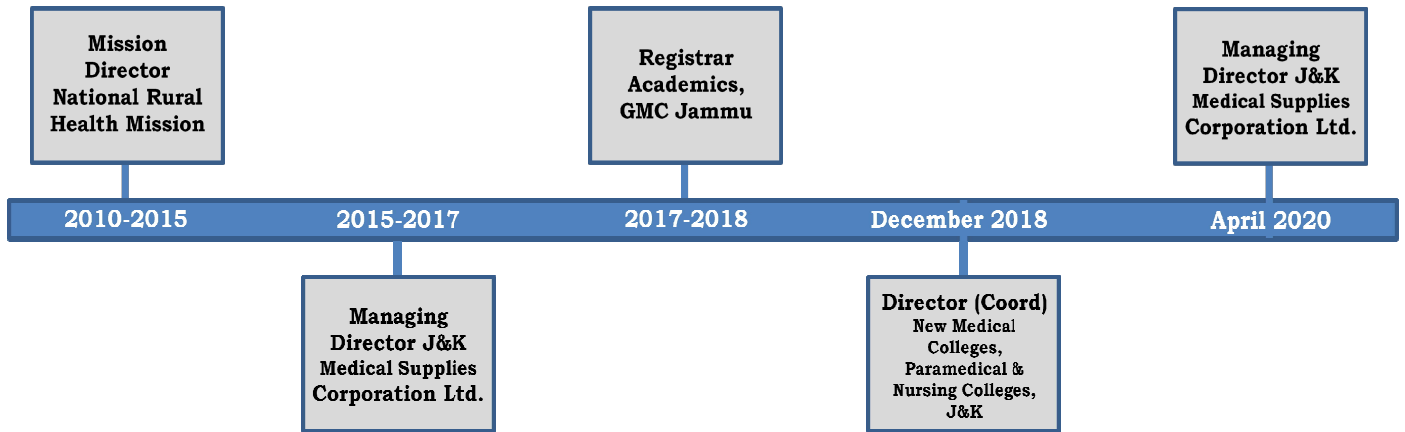 Mission
Director
National Rural
Health Mission
Registrar
Academics,
GMC Jammu
Managing
Director J&K
Medical Supplies
Corporation Ltd.
2010-2015
2015-2017
2017-2018
December 2018
April 2020
Managing
Director J&K
Medical Supplies
Corporation Ltd.
Director (Coord)
New Medical
Colleges,
Paramedical &
Nursing Colleges,
J&K